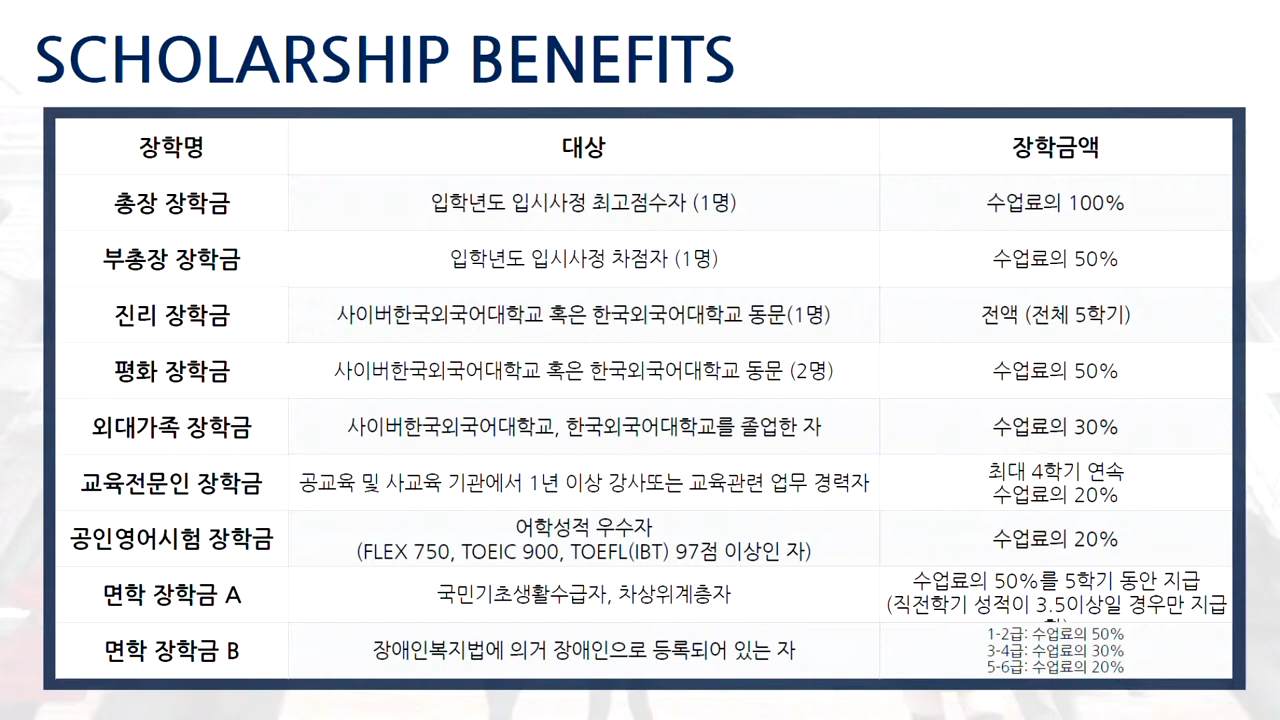 SCHOLARSHIP BENEFITS
장학명 대상 장학금액
총장 장학금 입학년도 입시사정 최고점수자 (1명) 수업료의 100%
부총장 장학금 입학년도 입시사정 차점자 (1명) 수업료의 50%
진리 장학금 사이버한국외국어대학교 혹은 한국외국어대학교 동문(1명) 전액 (전체 5학기)
평화 장학금 사이버한국외국어대학교 혹은 한국외국어대학교 동문 (2명) 수업료의 50%
외대가족 장학금 사이버한국외국어대학교, 한국외국어대학교를 졸업한 자 수업료의 30%
교육전문인 장학금 공교육 및 사교육 기관에서 1년 이상 강사또는 교육관련 업무 경력자 최대 4학기 연속
수업료의 20%
공인영어시험 장학금 어학성적 우수자
(FLEX 750, TOEIC 900, TOEFL(IBT) 97점 이상인 자) 수업료의 20%
면학 장학금 A 국민기초생활수급자, 차상위계층자 수업료의 50%를 5학기 동안 지급
(직전학기 성적이 3.5이상일 경우만 지급
면학 장학금 B 장애인복지법에 의거 장애인으로 등록되어 있는 자 1-2급: 수업료의 50%
3-4급: 수업료의 30%
5-6급: 수업료의 20%